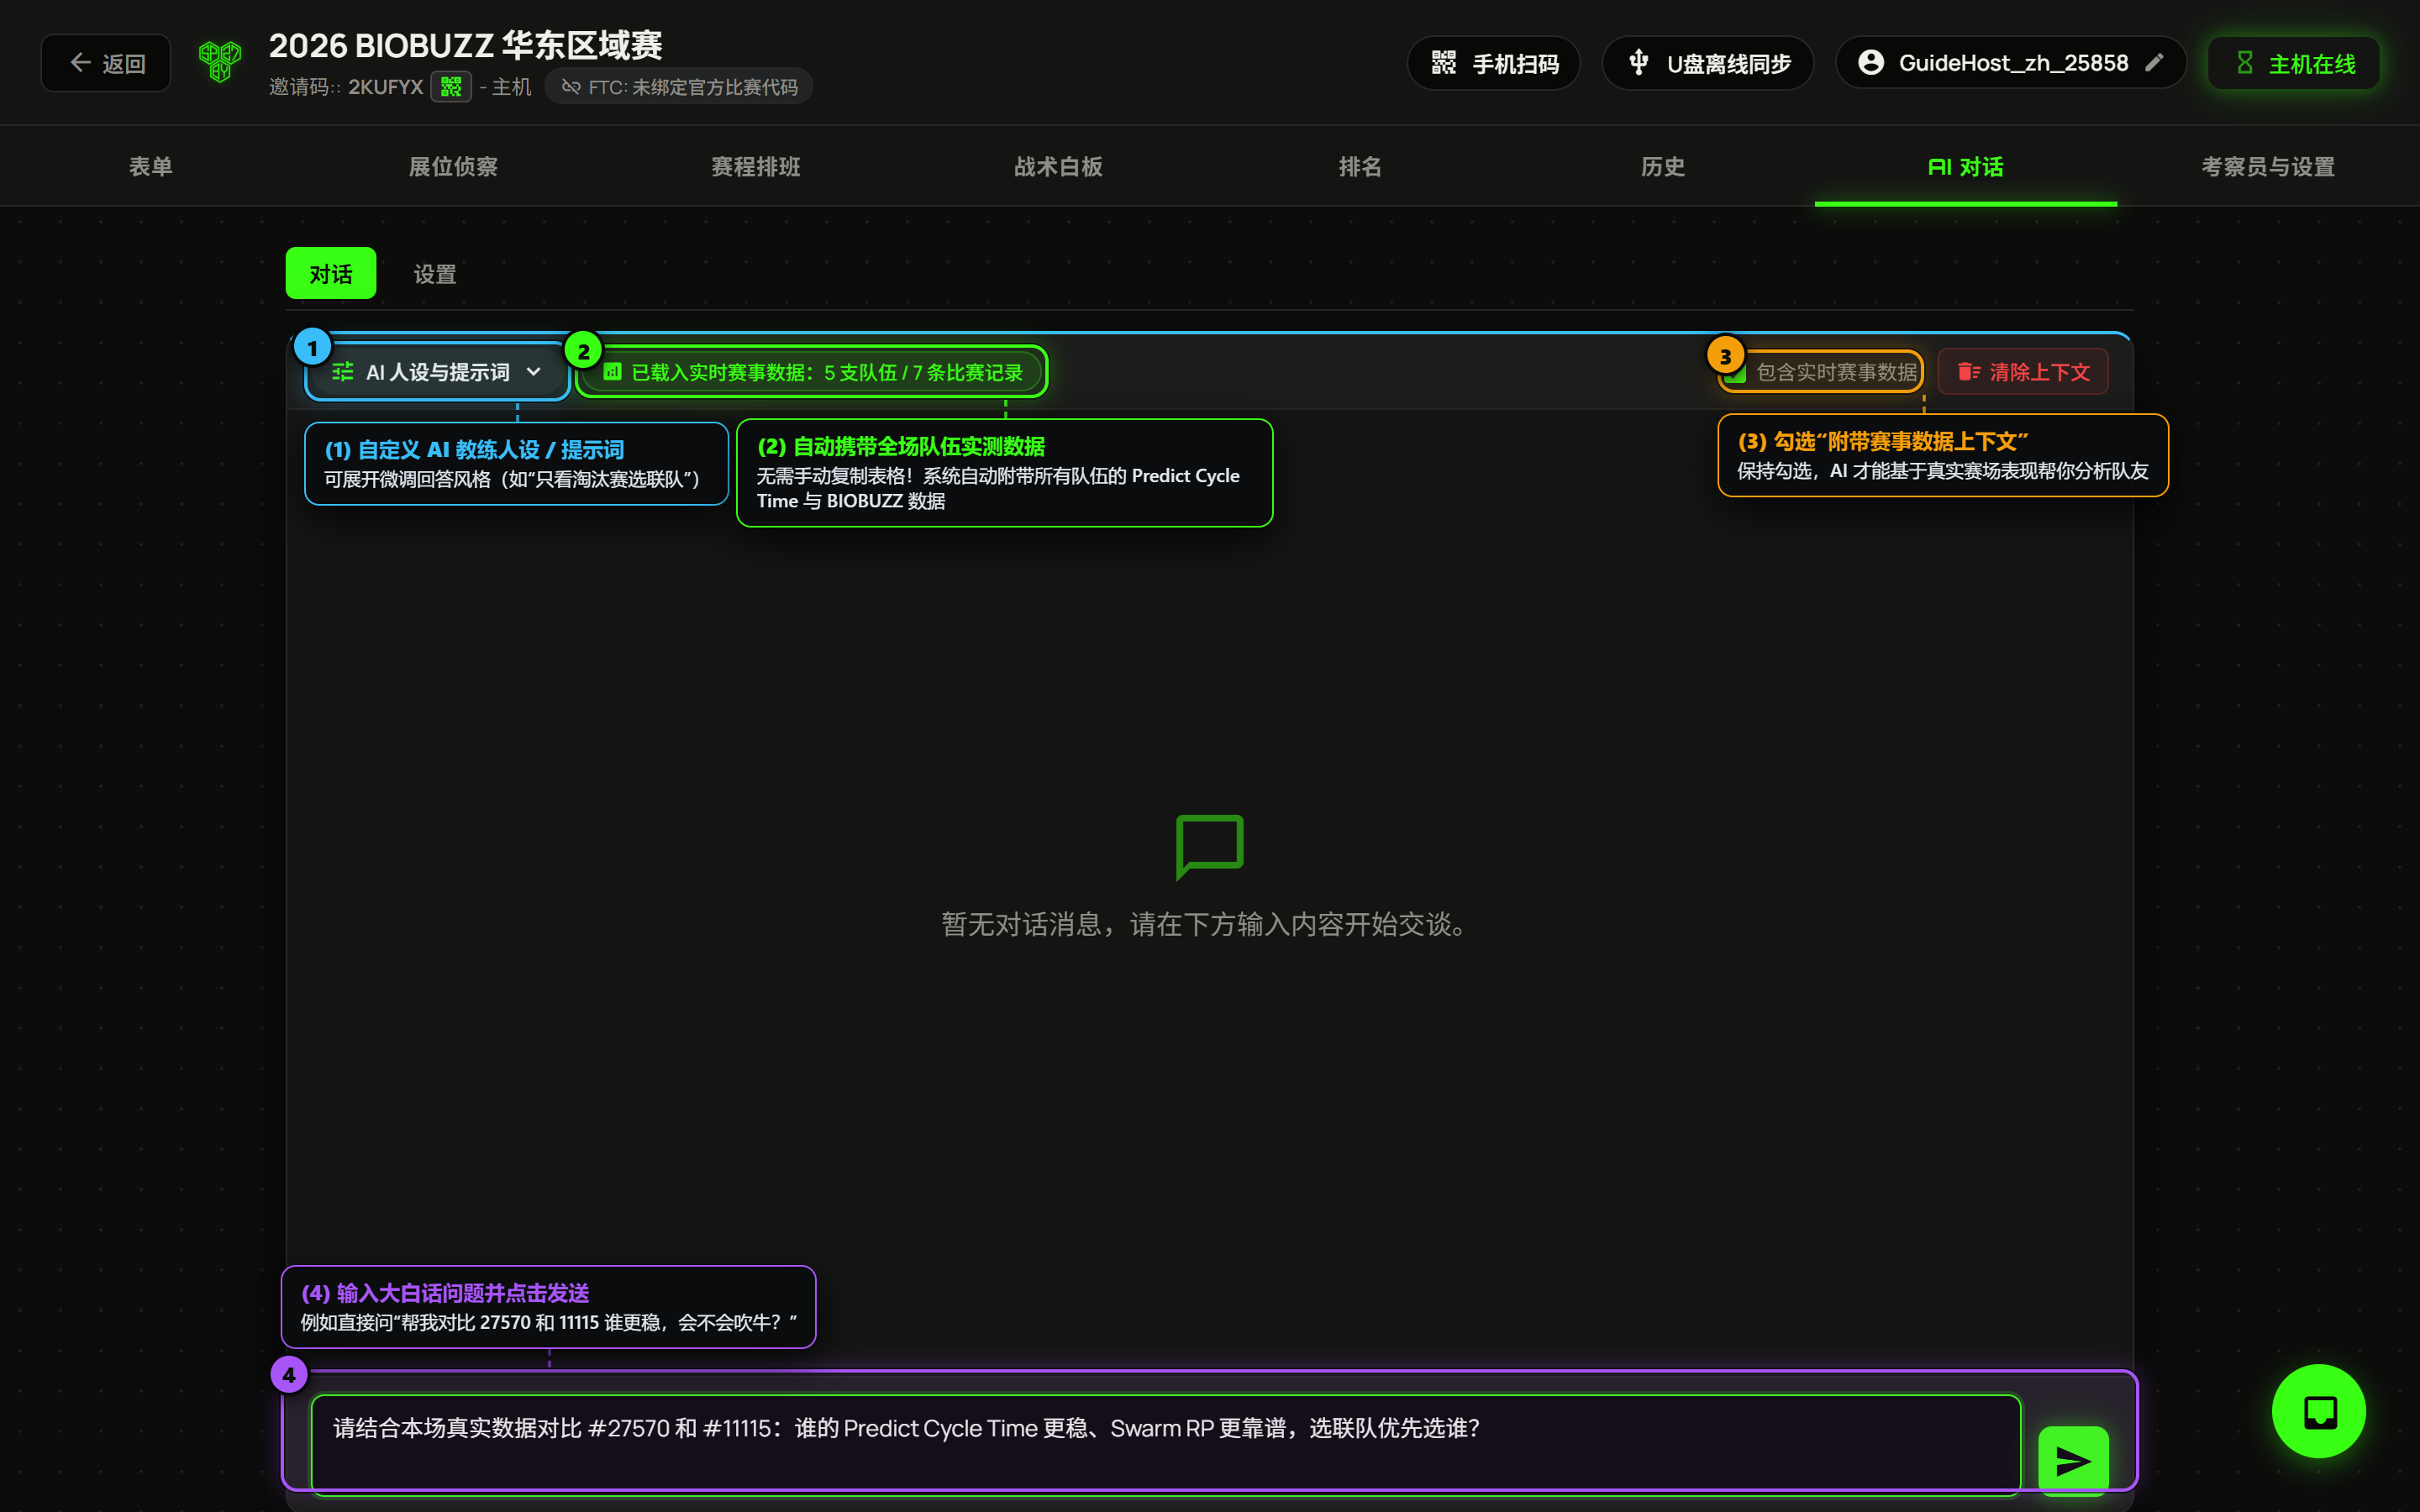 返回
SPLET BY
2026 BIOBUZZ 华东区域赛
邀请码:: 2KUFYX - 主机
FTC: 未绑定官方比赛代码
手机扫码
U盘离线同步
GuideHost_zh_25858
主机在线
表单
展位侦察
赛程排班
战术白板
排名
历史
AI 对话
考察员与设置
对话
设置
1
AI 人设与提示词
2
已载入实时赛事数据：5 支队伍 / 7 条比赛记录
3
包含实时赛事数据
清除上下文
(1) 自定义 AI 教练人设 / 提示词
可展开微调回答风格（如“只看淘汰赛选联队”）
(2) 自动携带全场队伍实测数据
无需手动复制表格！系统自动附带所有队伍的 Predict Cycle
Time 与 BIOBUZZ 数据
(3) 勾选“附带赛事数据上下文”
保持勾选，AI 才能基于真实赛场表现帮你分析队友
暂无对话消息，请在下方输入内容开始交谈。
(4) 输入大白话问题并点击发送
例如直接问“帮我对比 27570 和 11115 谁更稳，会不会吹牛？”
4
请结合本场真实数据对比 #27570 和 #11115：谁的 Predict Cycle Time 更稳、Swarm RP 更靠谱，选联队优先选谁？